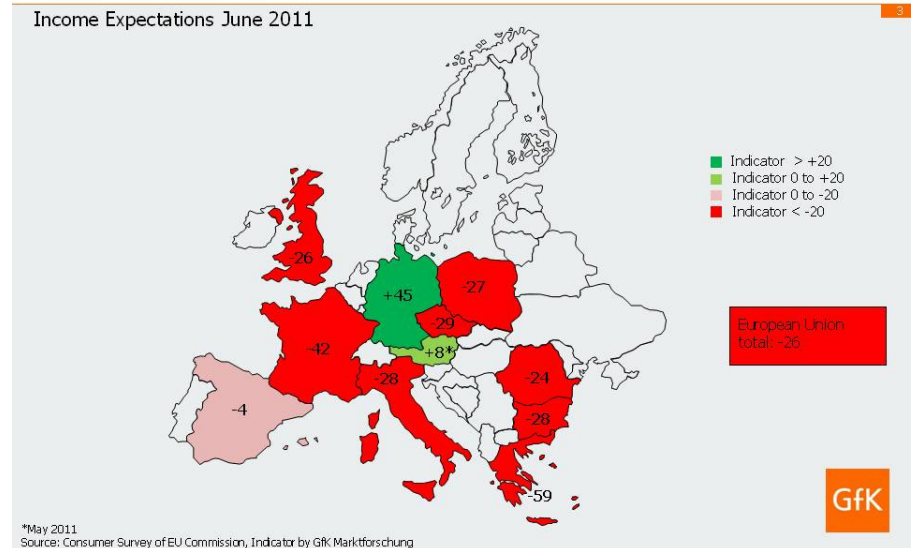 3
Income Expectations June 2011
Indicator > +20
Indicator 0 to +20
Indicator 0 to -20
Indicator < -20
-26
+45
-27
-29
European Union
total: -26
-42
+8*
-28
-24
-4
-28
-59
GfK
*May 2011
Source: Consumer Survey of EU Commission, Indicator by GfK Marktforschung